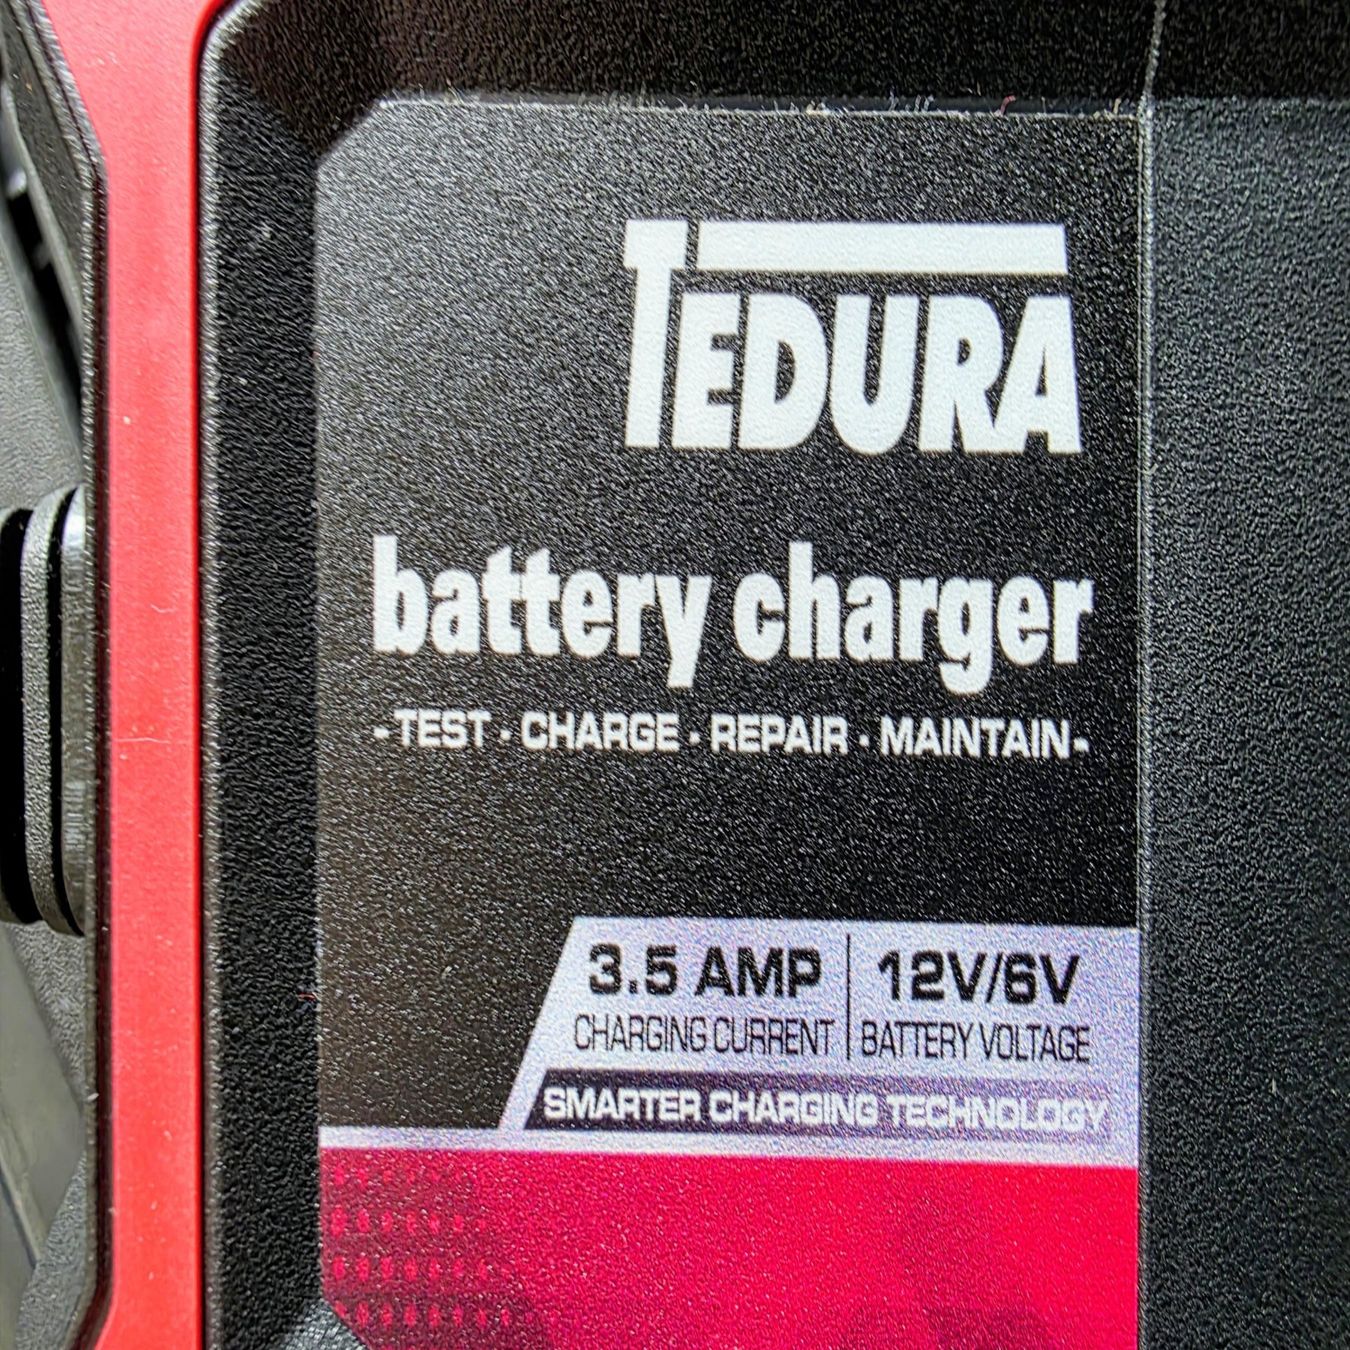 TEDURA
battery charger
-TEST · CHARGE · REPAIR · MAINTAIN-
3.5 AMP | 12V/6V
CHARGING CURRENT | BATTERY VOLTAGE
SMARTER CHARGING TECHNOLOGY